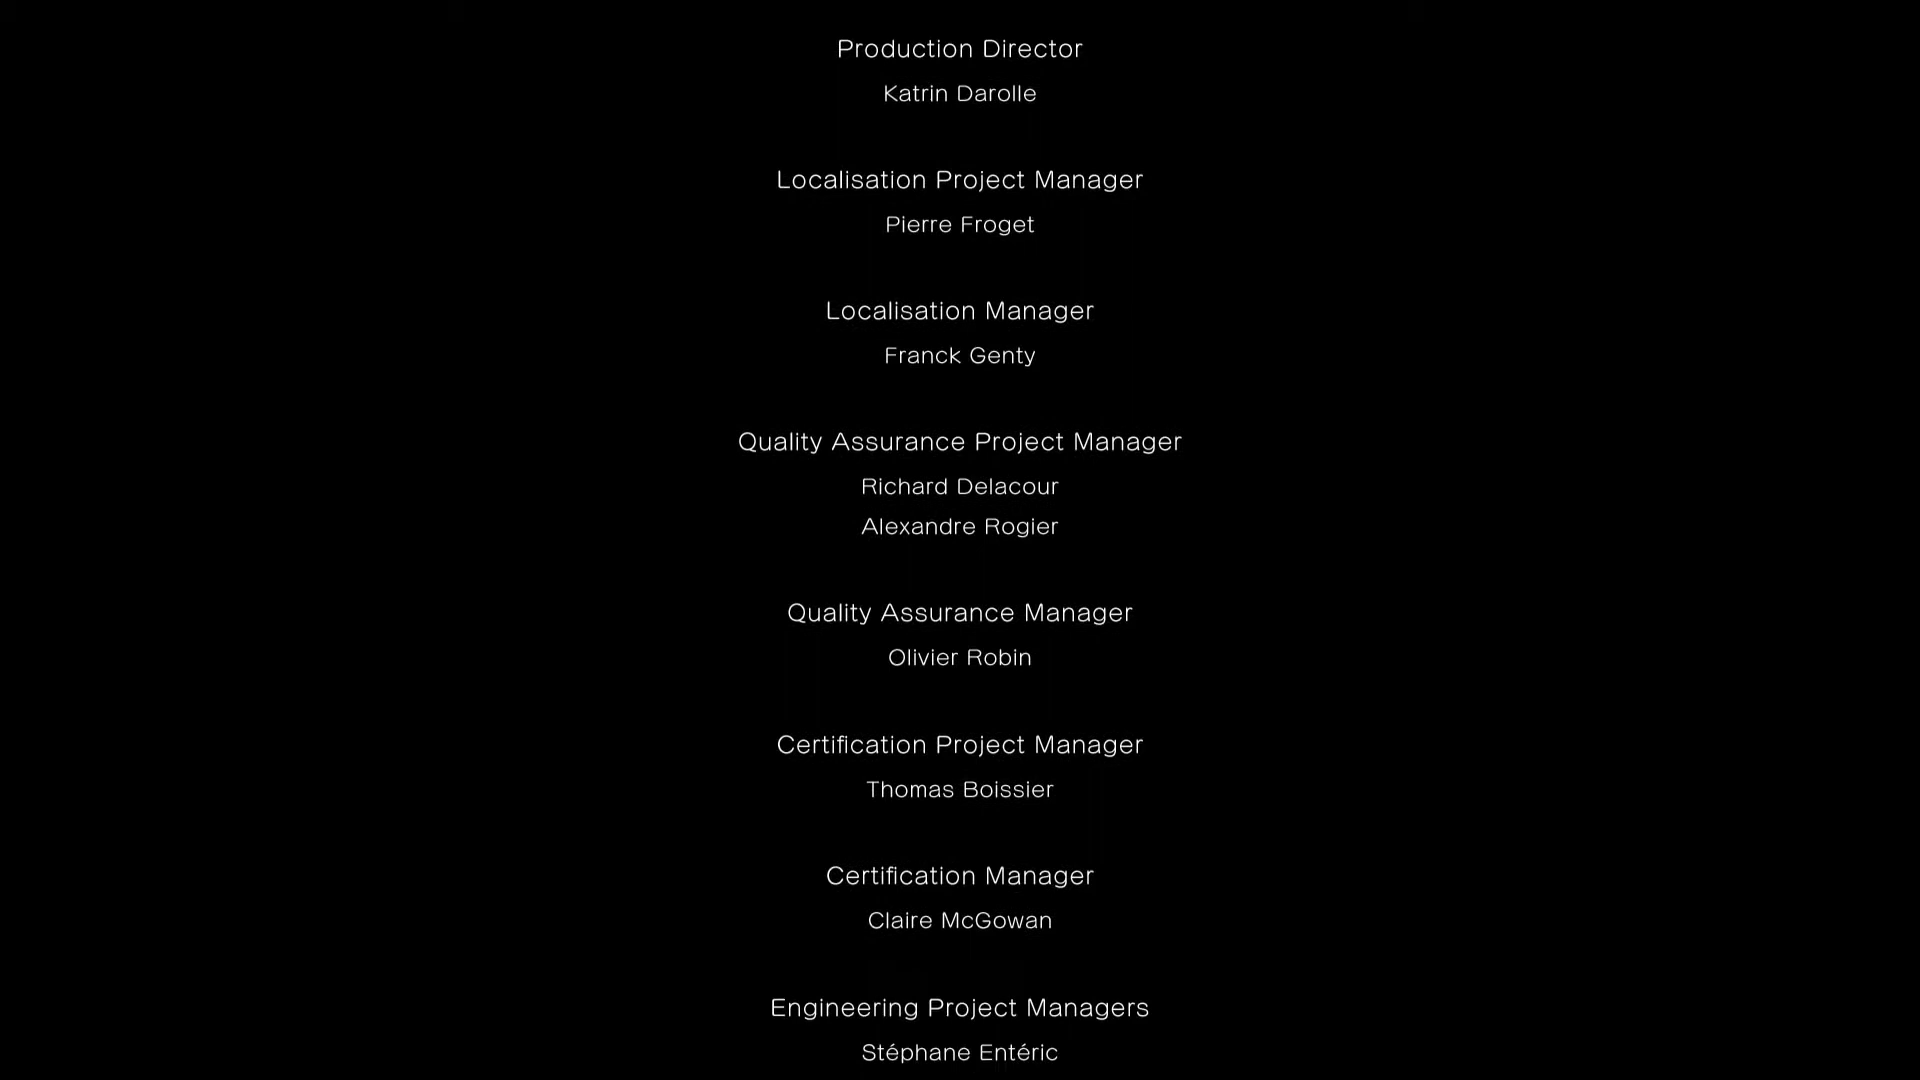 Production Director
Katrin Darolle
Localisation Project Manager
Pierre Froget
Localisation Manager
Franck Genty
Quality Assurance Project Manager
Richard Delacour
Alexandre Rogier
Quality Assurance Manager
Olivier Robin
Certification Project Manager
Thomas Boissier
Certification Manager
Claire McGowan
Engineering Project Managers
Stéphane Entéric